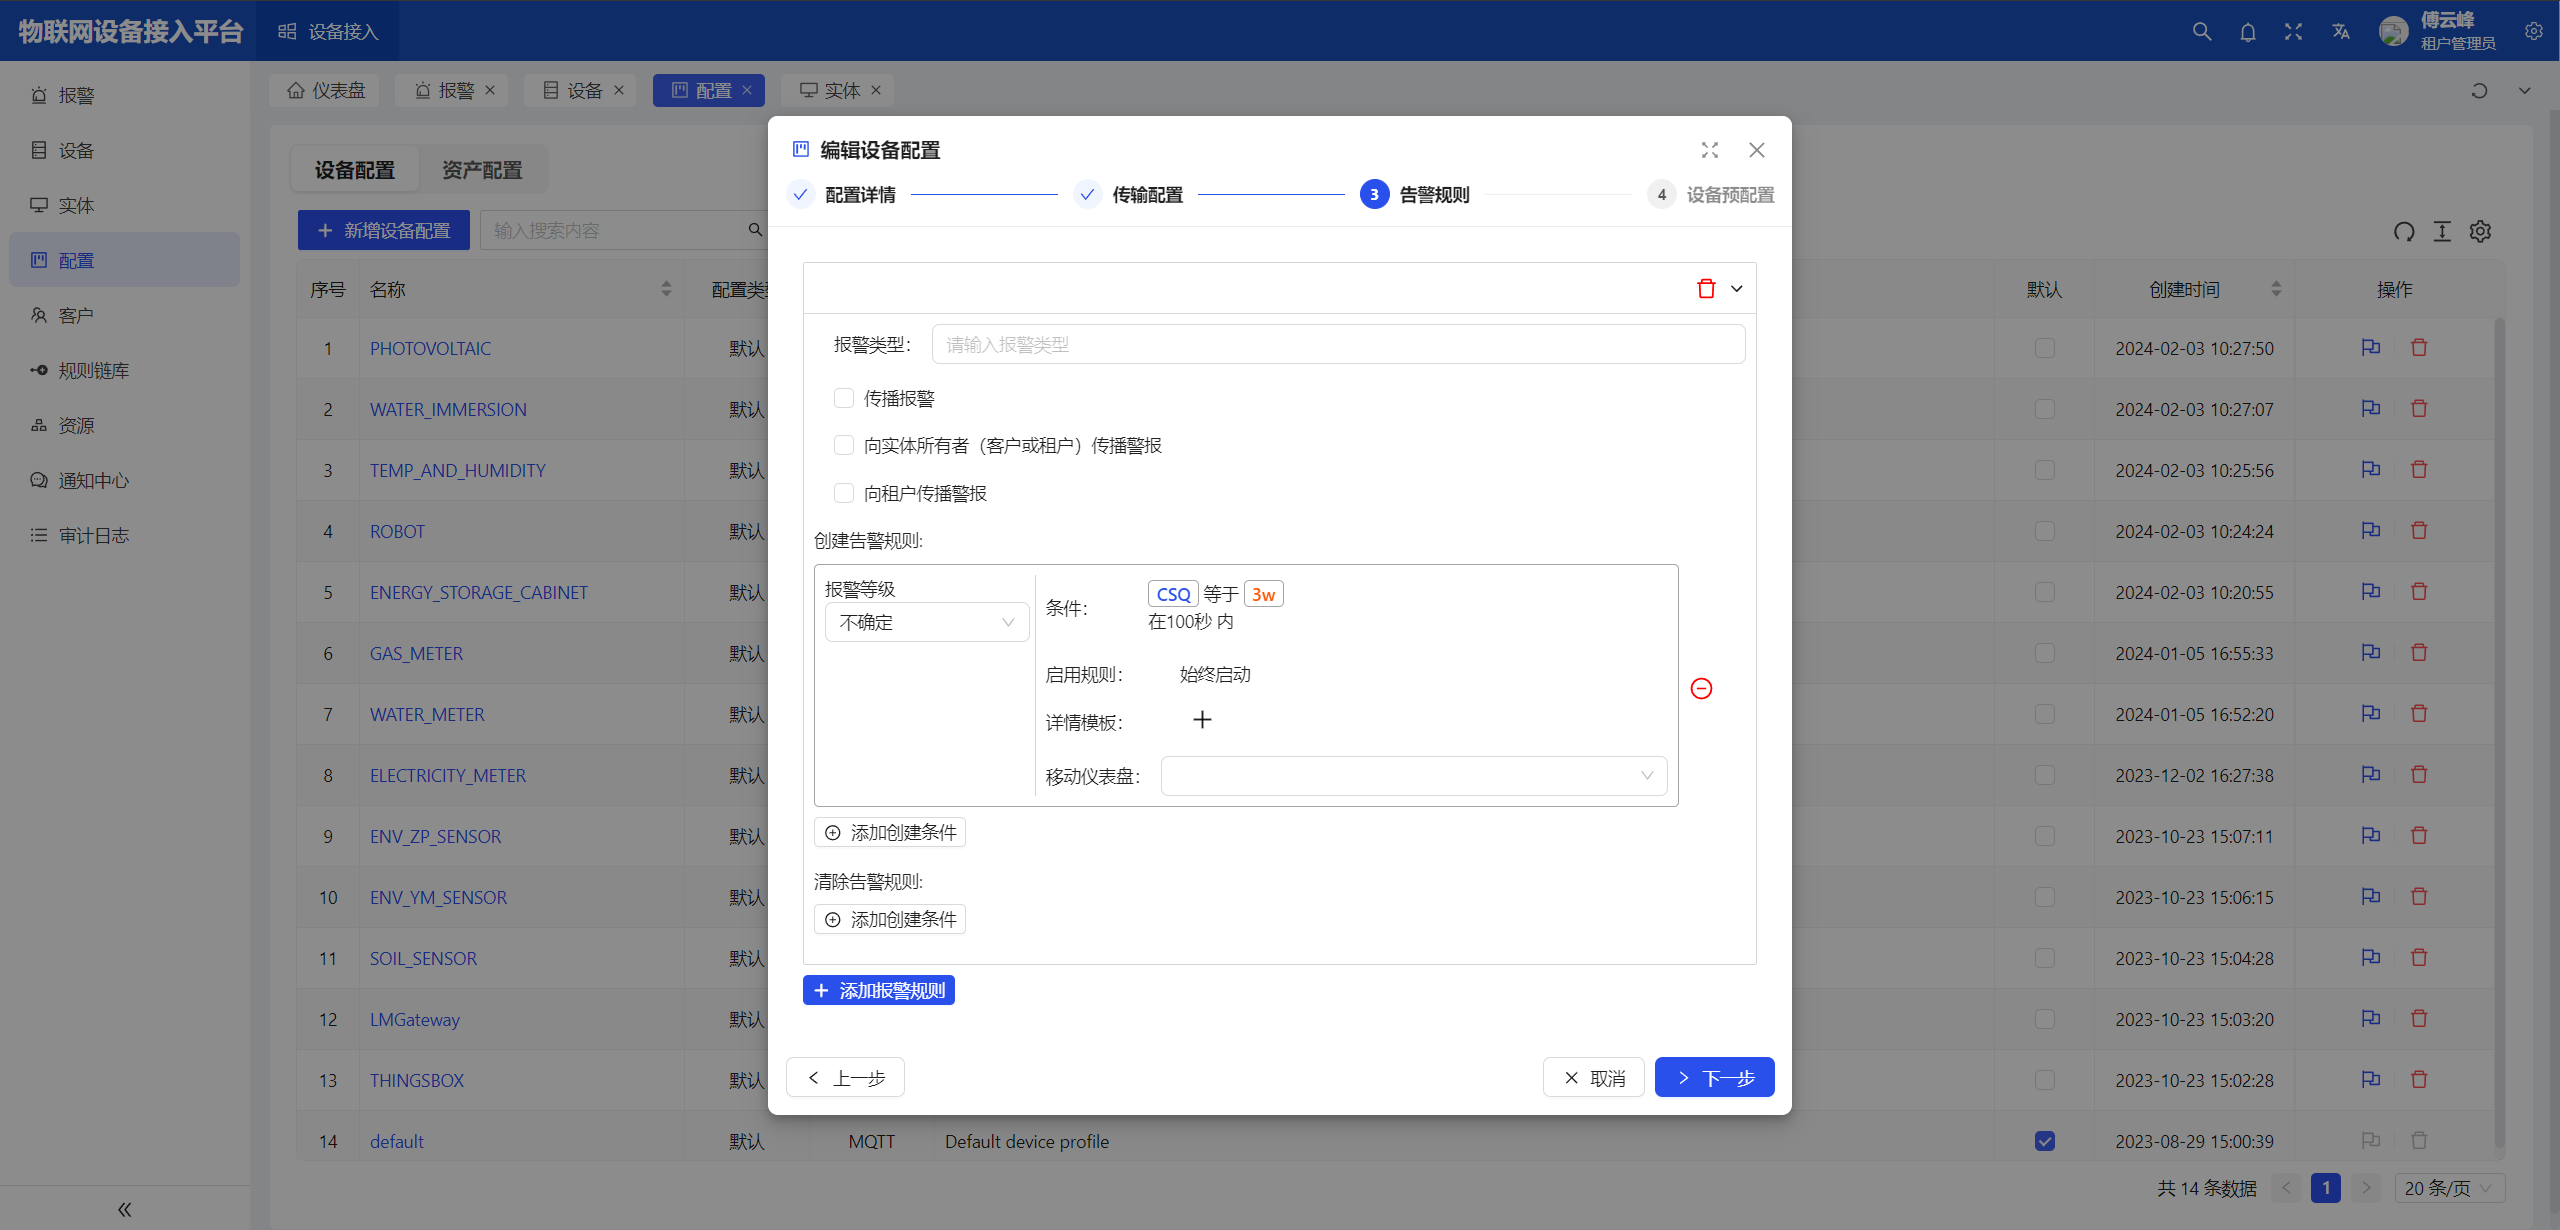 物联网设备接入平台 设备接入 傅云峰
租户管理员
报警
设备
实体
配置
客户
规则链库
资源
通知中心
审计日志
仪表盘 报警 设备 配置 实体
设备配置 资产配置
新增设备配置 输入搜索内容
序号 名称 配置类型 默认 创建时间 操作
1 PHOTOVOLTAIC 默认 2024-02-03 10:27:50
2 WATER_IMMERSION 默认 2024-02-03 10:27:07
3 TEMP_AND_HUMIDITY 默认 2024-02-03 10:25:56
4 ROBOT 默认 2024-02-03 10:24:24
5 ENERGY_STORAGE_CABINET 默认 2024-02-03 10:20:55
6 GAS_METER 默认 2024-01-05 16:55:33
7 WATER_METER 默认 2024-01-05 16:52:20
8 ELECTRICITY_METER 默认 2023-12-02 16:27:38
9 ENV_ZP_SENSOR 默认 2023-10-23 15:07:11
10 ENV_YM_SENSOR 默认 2023-10-23 15:06:15
11 SOIL_SENSOR 默认 2023-10-23 15:04:28
12 LMGateway 默认 2023-10-23 15:03:20
13 THINGSBOX 默认 2023-10-23 15:02:28
14 default 默认 MQTT Default device profile 2023-08-29 15:00:39
共 14 条数据 1 20 条/页
编辑设备配置
配置详情 传输配置 3 告警规则 4 设备预配置
报警类型: 请输入报警类型
传播报警
向实体所有者（客户或租户）传播警报
向租户传播警报
创建告警规则:
报警等级
不确定
条件: CSQ 等于 3w
在100秒 内
启用规则: 始终启动
详情模板:
移动仪表盘:
添加创建条件
清除告警规则:
添加创建条件
添加报警规则
上一步 取消 下一步